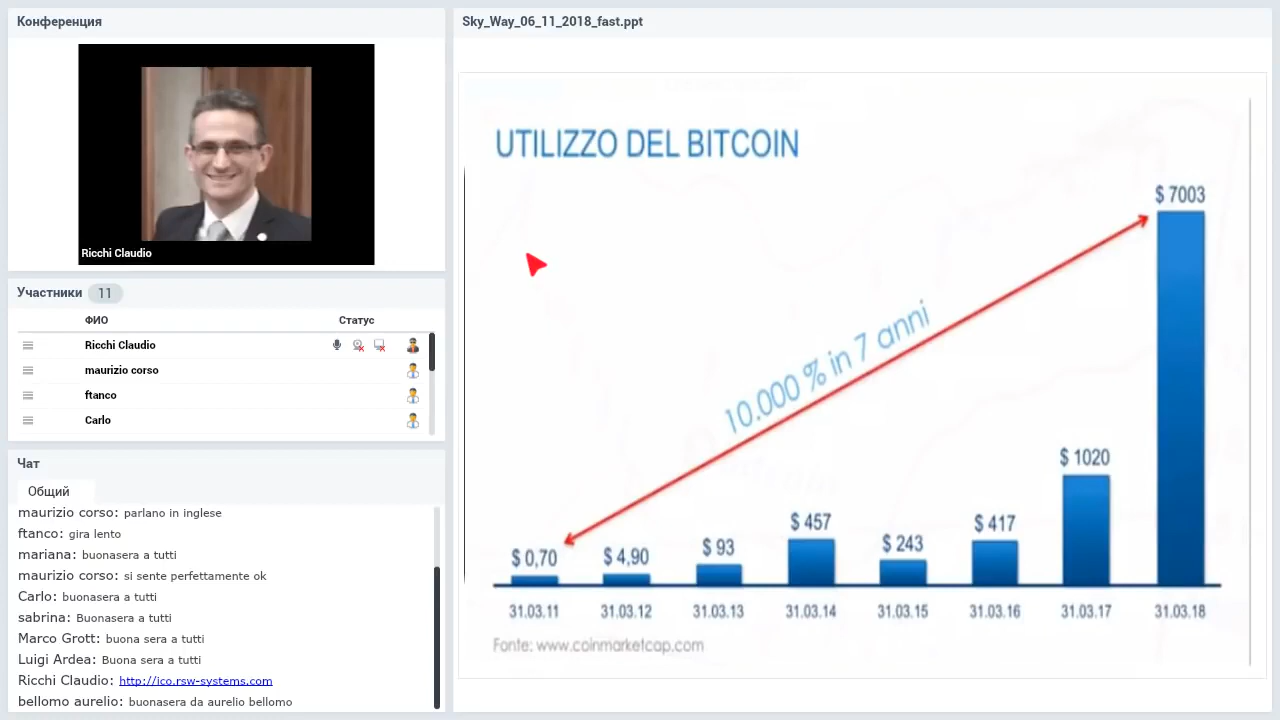 Конференция
Ricchi Claudio
Участники 11
ФИО Статус
Ricchi Claudio
maurizio corso
ftanco
Carlo
Чат
Общий
maurizio corso: parlano in inglese
ftanco: gira lento
mariana: buonasera a tutti
maurizio corso: si sente perfettamente ok
Carlo: buonasera a tutti
sabrina: Buonasera a tutti
Marco Grott: buona sera a tutti
Luigi Ardea: Buona sera a tutti
Ricchi Claudio: http://ico.rsw-systems.com
bellomo aurelio: buonasera da aurelio bellomo
Sky_Way_06_11_2018_fast.ppt
UTILIZZO DEL BITCOIN
10.000 % in 7 anni
$ 0,70 $ 4,90 $ 93 $ 457 $ 243 $ 417 $ 1020 $ 7003
31.03.11 31.03.12 31.03.13 31.03.14 31.03.15 31.03.16 31.03.17 31.03.18
Fonte: www.coinmarketcap.com